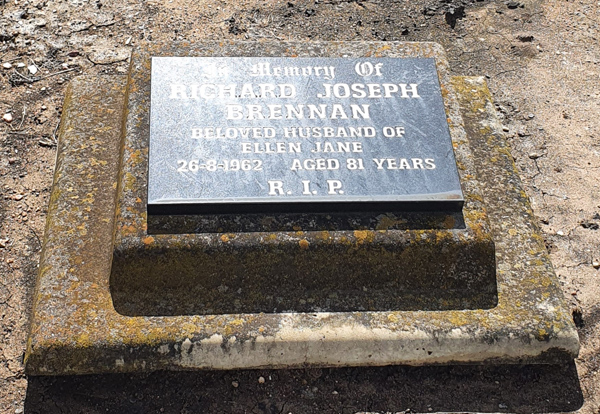 In Memory Of
RICHARD JOSEPH
BRENNAN
BELOVED HUSBAND OF
ELLEN JANE
26-8-1962 AGED 81 YEARS
R. I. P.